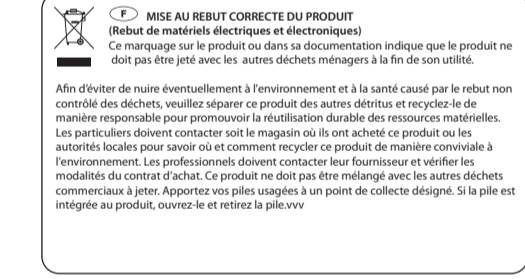 F MISE AU REBUT CORRECTE DU PRODUIT
(Rebut de matériels électriques et électroniques)
Ce marquage sur le produit ou dans sa documentation indique que le produit ne
doit pas être jeté avec les autres déchets ménagers à la fin de son utilité.
Afin d'éviter de nuire éventuellement à l'environnement et à la santé causé par le rebut non
contrôlé des déchets, veuillez séparer ce produit des autres détritus et recyclez-le de
manière responsable pour promouvoir la réutilisation durable des ressources matérielles.
Les particuliers doivent contacter soit le magasin où ils ont acheté ce produit ou les
autorités locales pour savoir où et comment recycler ce produit de manière conviviale à
l'environnement. Les professionnels doivent contacter leur fournisseur et vérifier les
modalités du contrat d'achat. Ce produit ne doit pas être mélangé avec les autres déchets
commerciaux à jeter. Apportez vos piles usagées à un point de collecte désigné. Si la pile est
intégrée au produit, ouvrez-le et retirez la pile.vvv